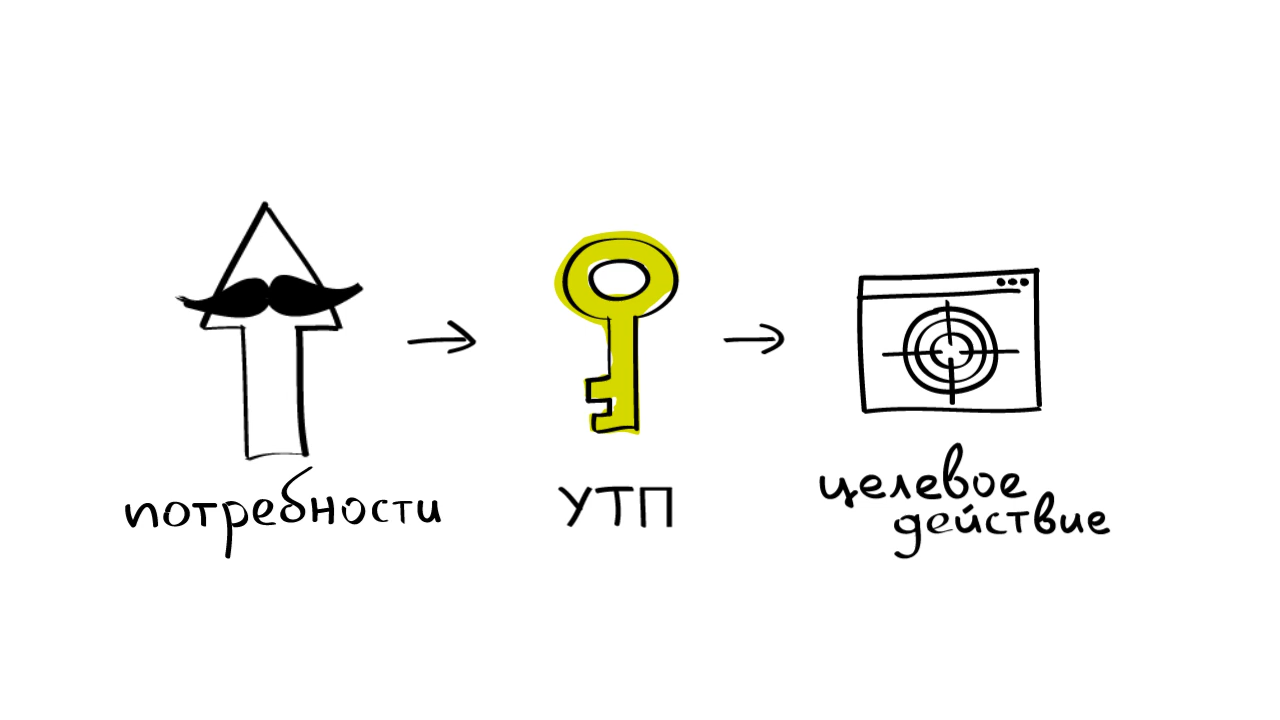 потребности
УТП
целевое
действие